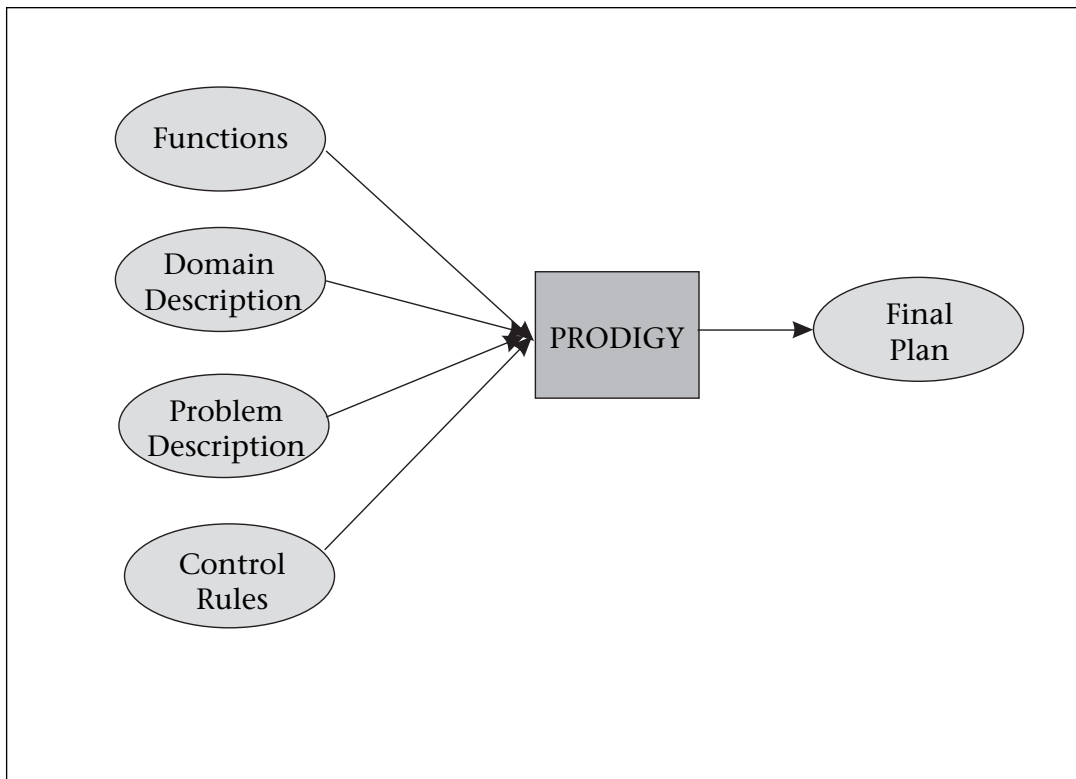 Functions
Domain
Description
Problem
Description
Control
Rules
PRODIGY
Final
Plan